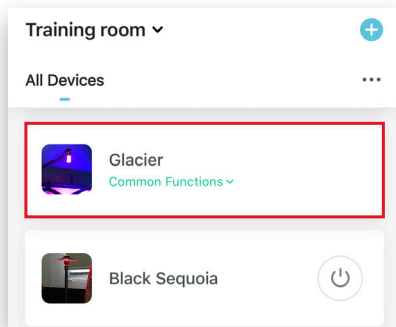 Training room
All Devices
Glacier
Common Functions
Black Sequoia